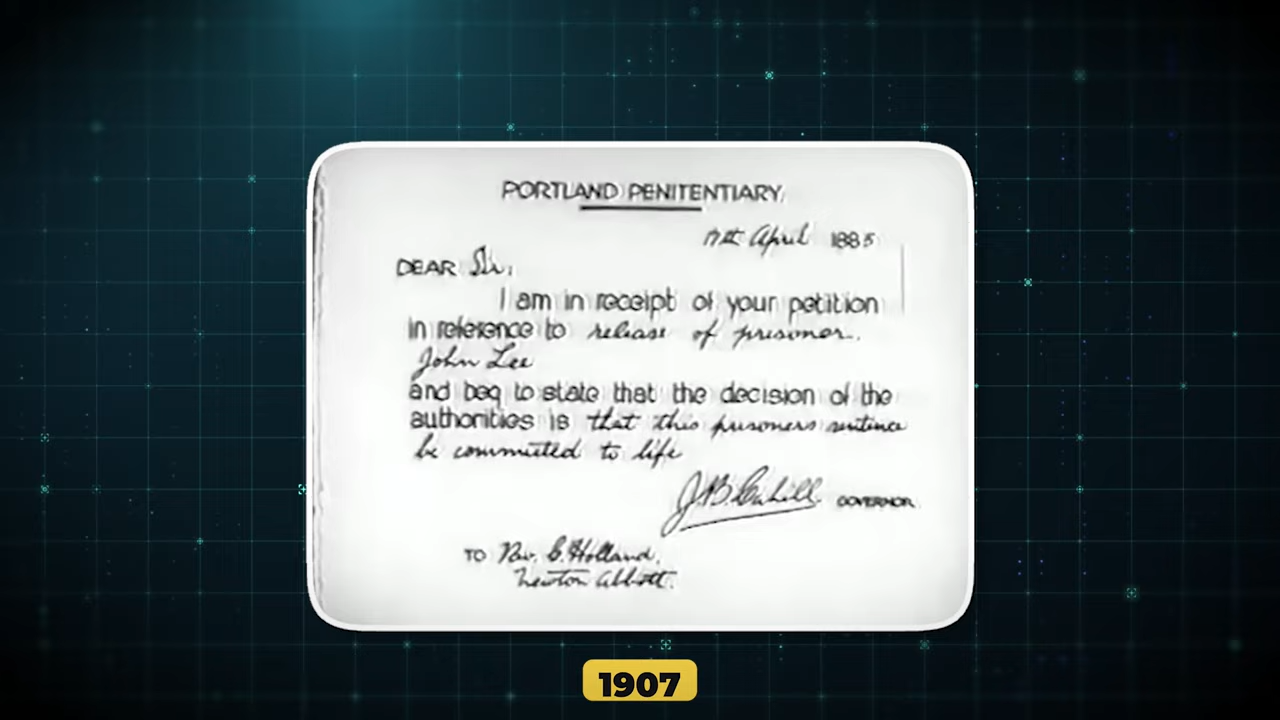 PORTLAND PENITENTIARY.
17th April 1885
DEAR Sir,
I am in receipt of your petition
in reference to release of prisoner.
John Lee
and beg to state that the decision of the
authorities is that this prisoners sentence
be commuted to life
GOVERNOR.
TO Rev. C. Holland.
Newton Abbott.
1907